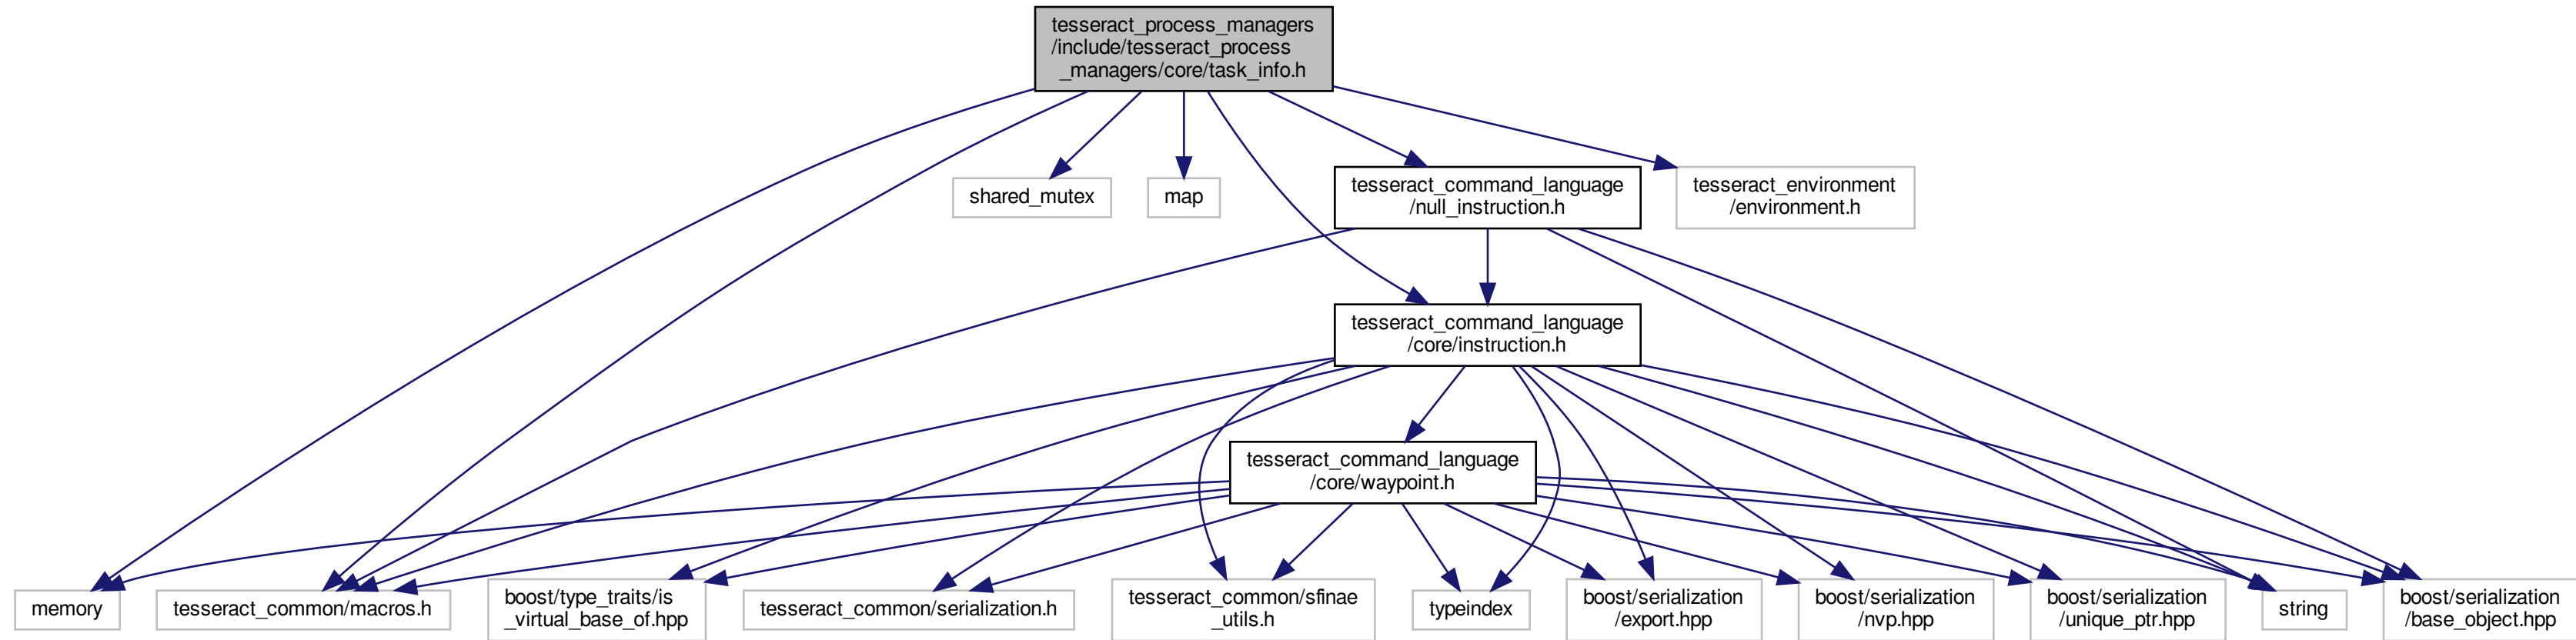 tesseract_process_managers
/include/tesseract_process
_managers/core/task_info.h
shared_mutex
map
tesseract_command_language
/null_instruction.h
tesseract_environment
/environment.h
tesseract_command_language
/core/instruction.h
tesseract_command_language
/core/waypoint.h
memory
tesseract_common/macros.h
boost/type_traits/is
_virtual_base_of.hpp
tesseract_common/serialization.h
tesseract_common/sfinae
_utils.h
typeindex
boost/serialization
/export.hpp
boost/serialization
/nvp.hpp
boost/serialization
/unique_ptr.hpp
string
boost/serialization
/base_object.hpp